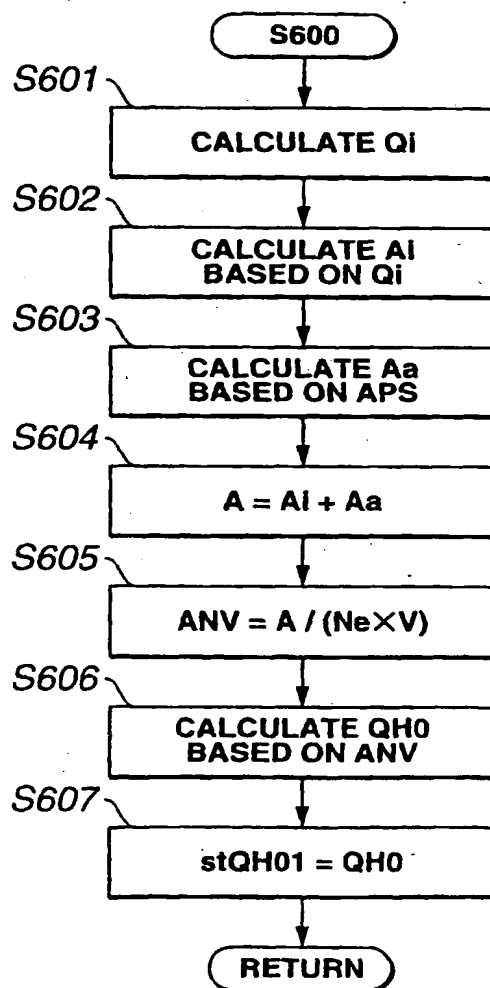 S600
S601
CALCULATE Qi
S602
CALCULATE Ai
BASED ON Qi
S603
CALCULATE Aa
BASED ON APS
S604
A = Ai + Aa
S605
ANV = A / (Ne×V)
S606
CALCULATE QH0
BASED ON ANV
S607
stQH01 = QH0
RETURN